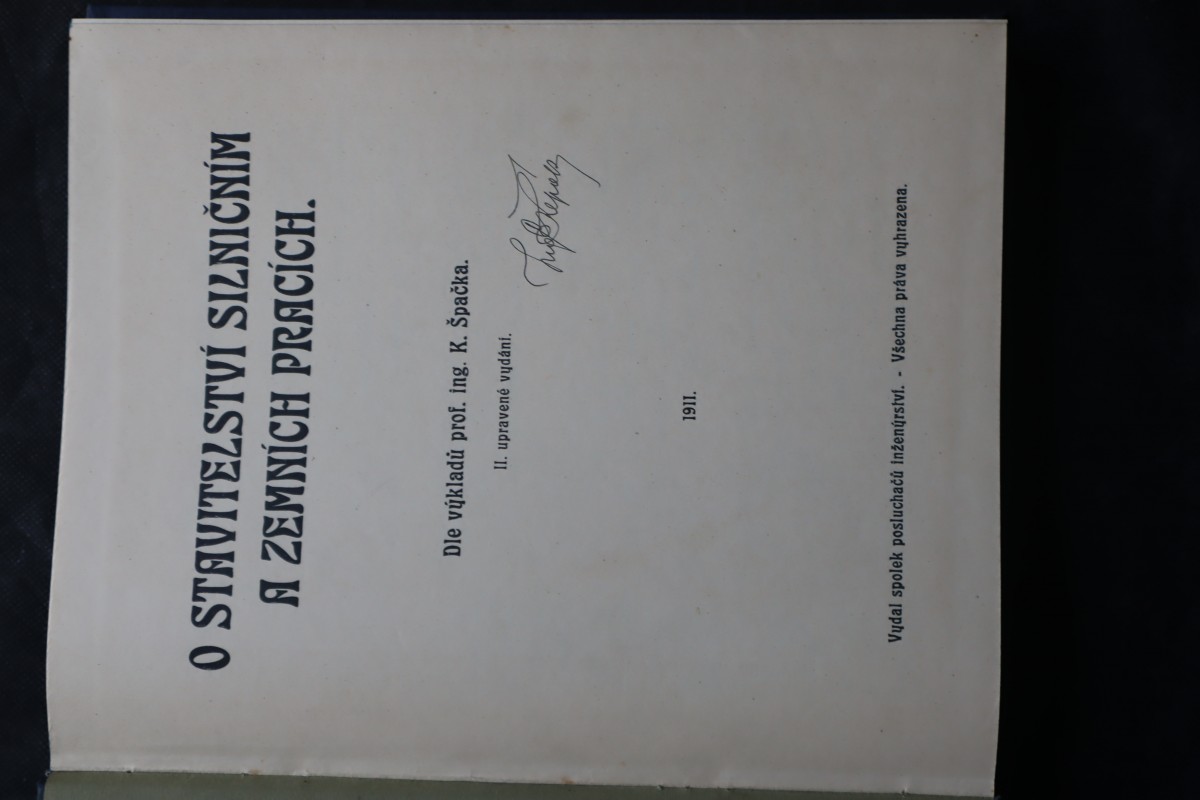 O STAVITELSTVÍ SILNIČNÍM
A ZEMNÍCH PRACÍCH.
Dle výkladů prof. ing. K. Špačka.
II. upravené vydání.
1911.
Vydal spolek posluchačů inženýrství. - Všechna práva vyhrazena.